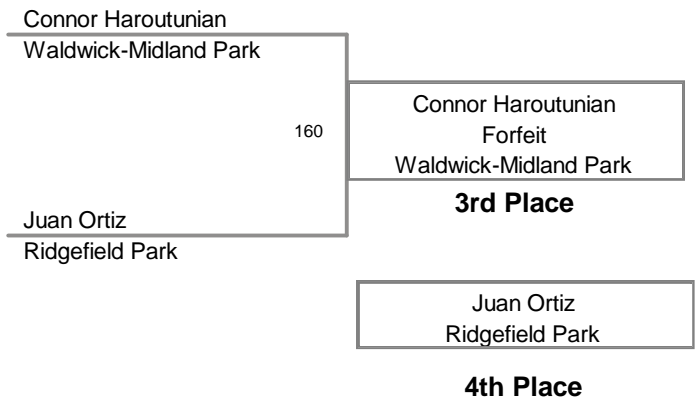 Connor Haroutunian
Waldwick-Midland Park
160
Connor Haroutunian
Forfeit
Waldwick-Midland Park
3rd Place
Juan Ortiz
Ridgefield Park
Juan Ortiz
Ridgefield Park
4th Place